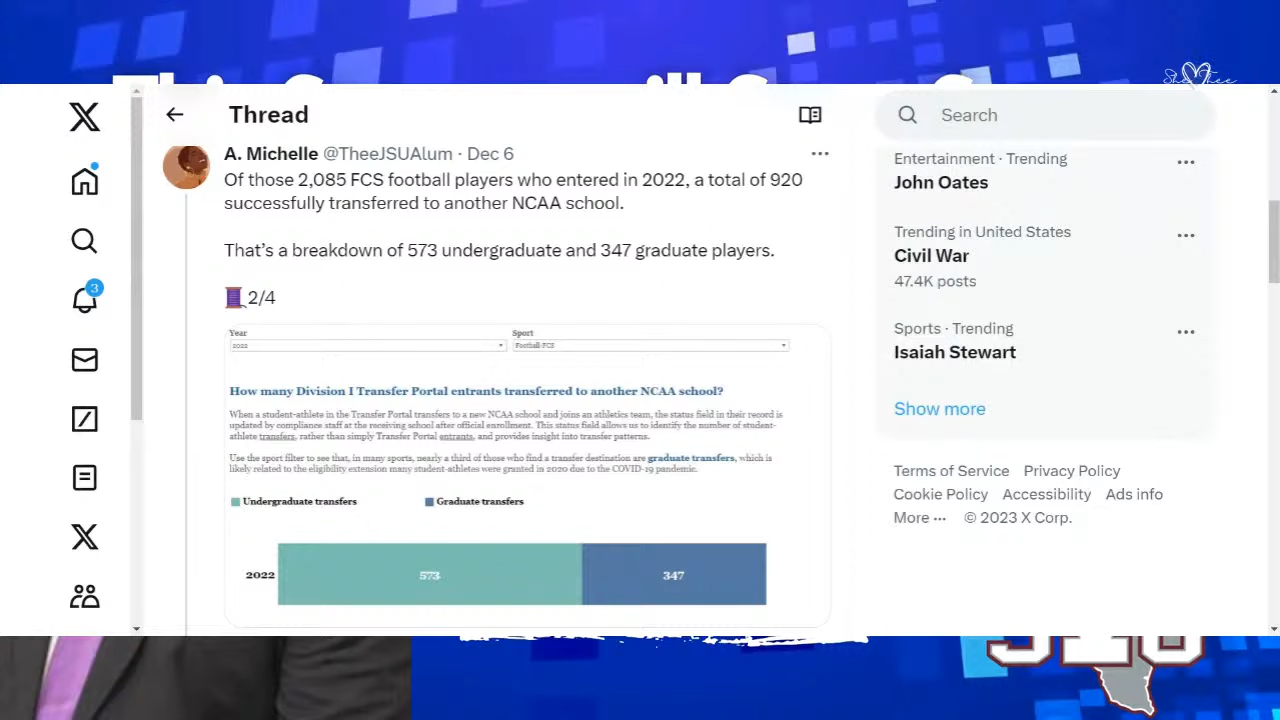 She Thee
Thread
Search
A. Michelle @TheeJSUAlum · Dec 6
Of those 2,085 FCS football players who entered in 2022, a total of 920
successfully transferred to another NCAA school.
That’s a breakdown of 573 undergraduate and 347 graduate players.
2/4
Year
Sport
2022
Football-FCS
How many Division I Transfer Portal entrants transferred to another NCAA school?
When a student-athlete in the Transfer Portal transfers to a new NCAA school and joins an athletics team, the status field in their record is
updated by compliance staff at the receiving school after official enrollment. This status field allows us to identify the number of student-
athlete transfers, rather than simply Transfer Portal entrants, and provides insight into transfer patterns.
Use the sport filter to see that, in many sports, nearly a third of those who find a transfer destination are graduate transfers, which is
likely related to the eligibility extension many student-athletes were granted in 2020 due to the COVID-19 pandemic.
Undergraduate transfers
Graduate transfers
2022
573
347
Entertainment · Trending
John Oates
Trending in United States
Civil War
47.4K posts
Sports · Trending
Isaiah Stewart
Show more
Terms of Service Privacy Policy
Cookie Policy Accessibility Ads info
More ··· © 2023 X Corp.
3